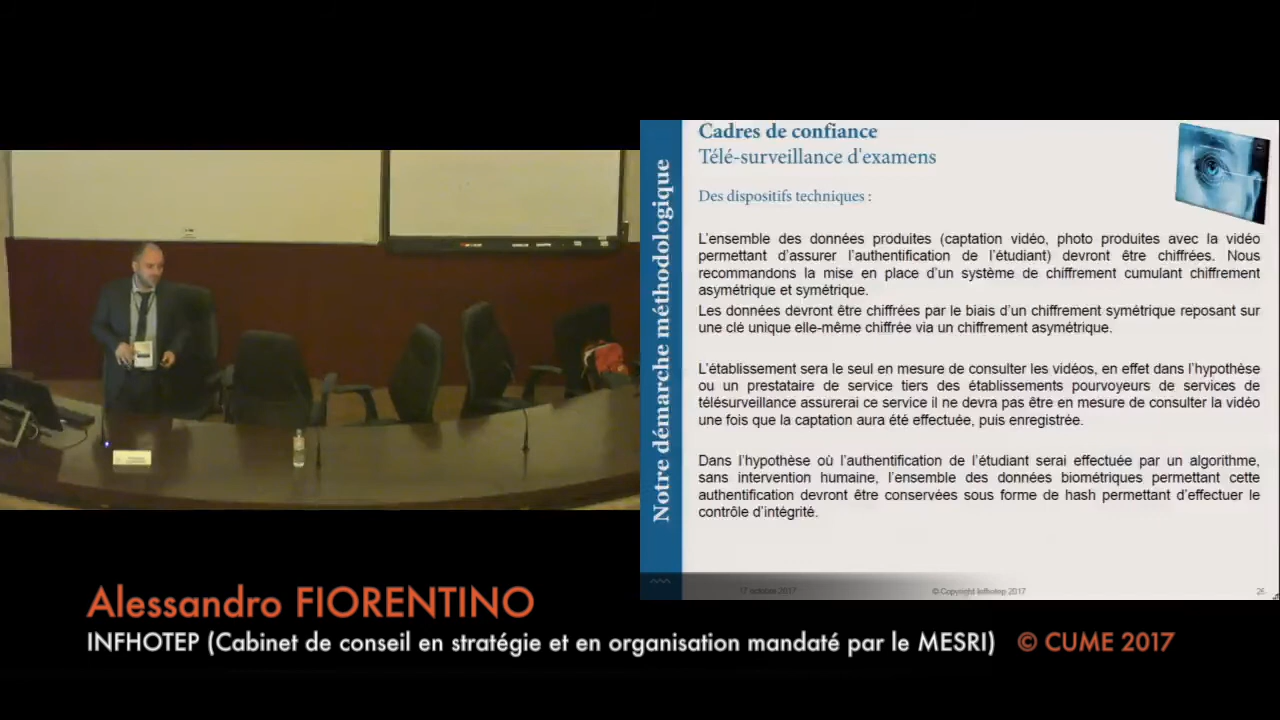 Notre démarche méthodologique
Cadres de confiance
Télé-surveillance d'examens
Des dispositifs techniques :
L'ensemble des données produites (captation vidéo, photo produites avec la vidéo
permettant d'assurer l'authentification de l'étudiant) devront être chiffrées. Nous
recommandons la mise en place d'un système de chiffrement cumulant chiffrement
asymétrique et symétrique.
Les données devront être chiffrées par le biais d'un chiffrement symétrique reposant sur
une clé unique elle-même chiffrée via un chiffrement asymétrique.
L'établissement sera le seul en mesure de consulter les vidéos, en effet dans l'hypothèse
ou un prestataire de service tiers des établissements pourvoyeurs de services de
télésurveillance assurerai ce service il ne devra pas être en mesure de consulter la vidéo
une fois que la captation aura été effectuée, puis enregistrée.
Dans l'hypothèse où l'authentification de l'étudiant serai effectuée par un algorithme,
sans intervention humaine, l'ensemble des données biométriques permettant cette
authentification devront être conservées sous forme de hash permettant d'effectuer le
contrôle d'intégrité.
17 octobre 2017
© Copyright Infhotep 2017
26
Alessandro FIORENTINO
INFHOTEP (Cabinet de conseil en stratégie et en organisation mandaté par le MESRI) © CUME 2017